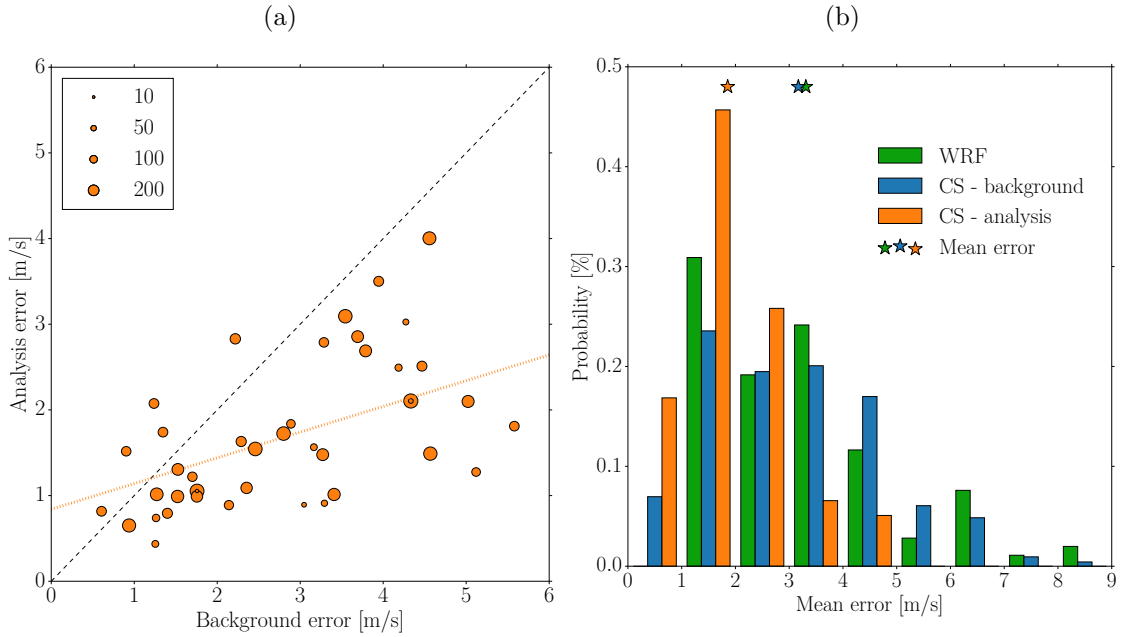 (a)
6
5
4
3
2
1
0
0 1 2 3 4 5 6
Analysis error [m/s]
Background error [m/s]
10
50
100
200
(b)
0.5
0.4
0.3
0.2
0.1
0.0
0 1 2 3 4 5 6 7 8 9
Probability [%]
Mean error [m/s]
WRF
CS - background
CS - analysis
Mean error